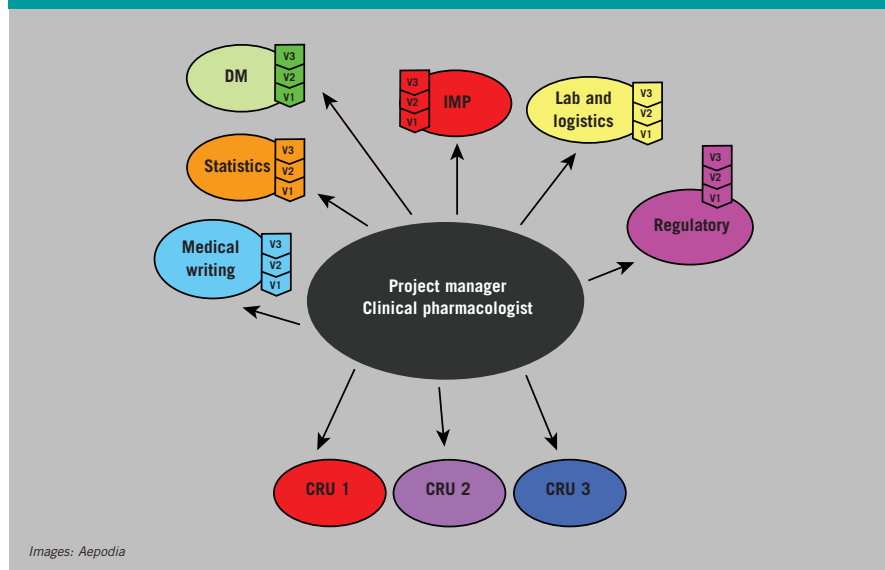 DM
V3
V2
V1
V3
V2
V1
IMP
Lab and
logistics
V3
V2
V1
Statistics
V3
V2
V1
V3
V2
V1
Regulatory
Medical
writing
V3
V2
V1
Project manager
Clinical pharmacologist
CRU 1
CRU 2
CRU 3
Images: Aepodia